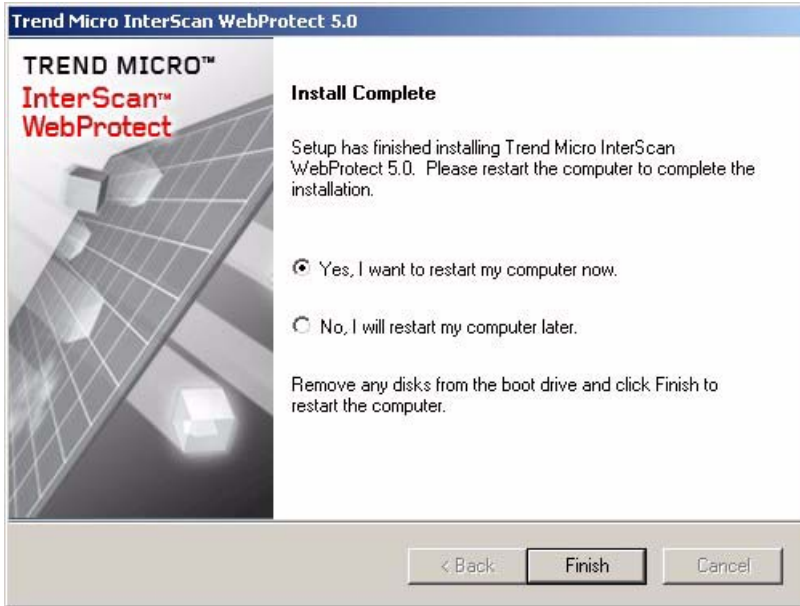 Trend Micro InterScan WebProtect 5.0
TREND MICRO™
InterScan™
WebProtect
Install Complete
Setup has finished installing Trend Micro InterScan
WebProtect 5.0.  Please restart the computer to complete the
installation.
Yes, I want to restart my computer now.
No, I will restart my computer later.
Remove any disks from the boot drive and click Finish to
restart the computer.
< Back
Finish
Cancel